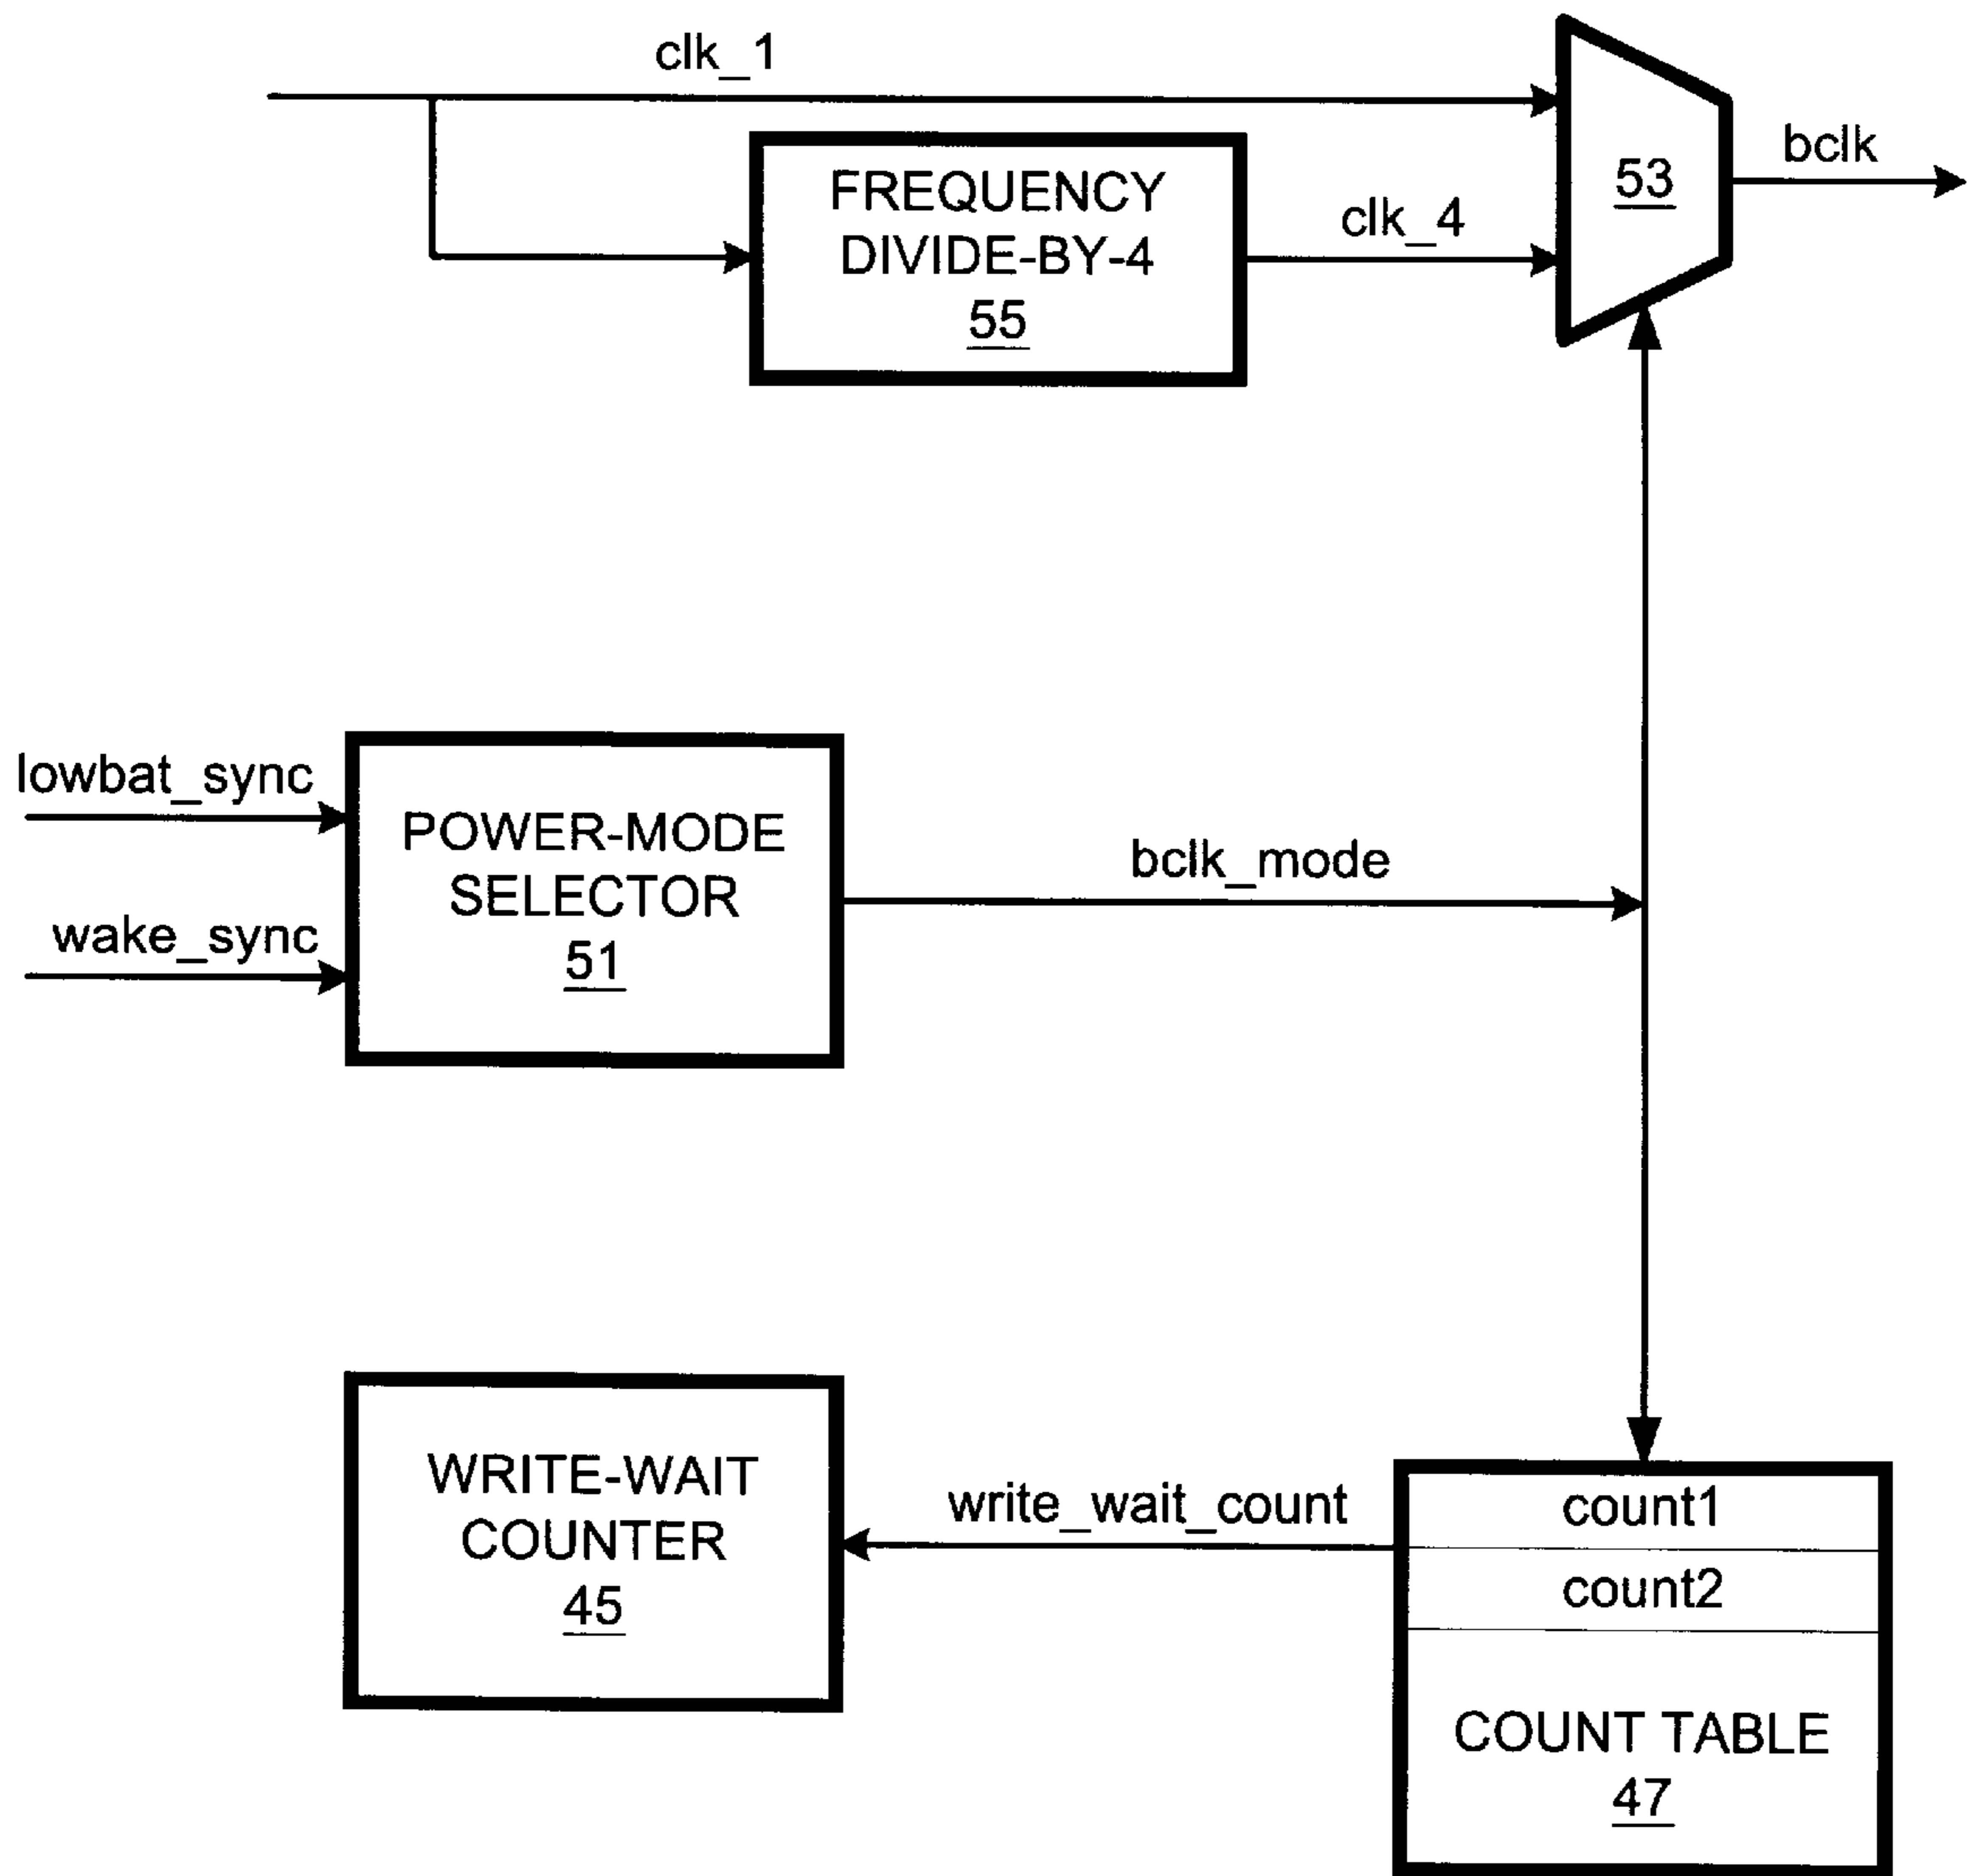 clk_1
FREQUENCY
DIVIDE-BY-4
55
clk_4
53
bclk
lowbat_sync
wake_sync
POWER-MODE
SELECTOR
51
bclk_mode
WRITE-WAIT
COUNTER
45
write_wait_count
count1
count2
COUNT TABLE
47